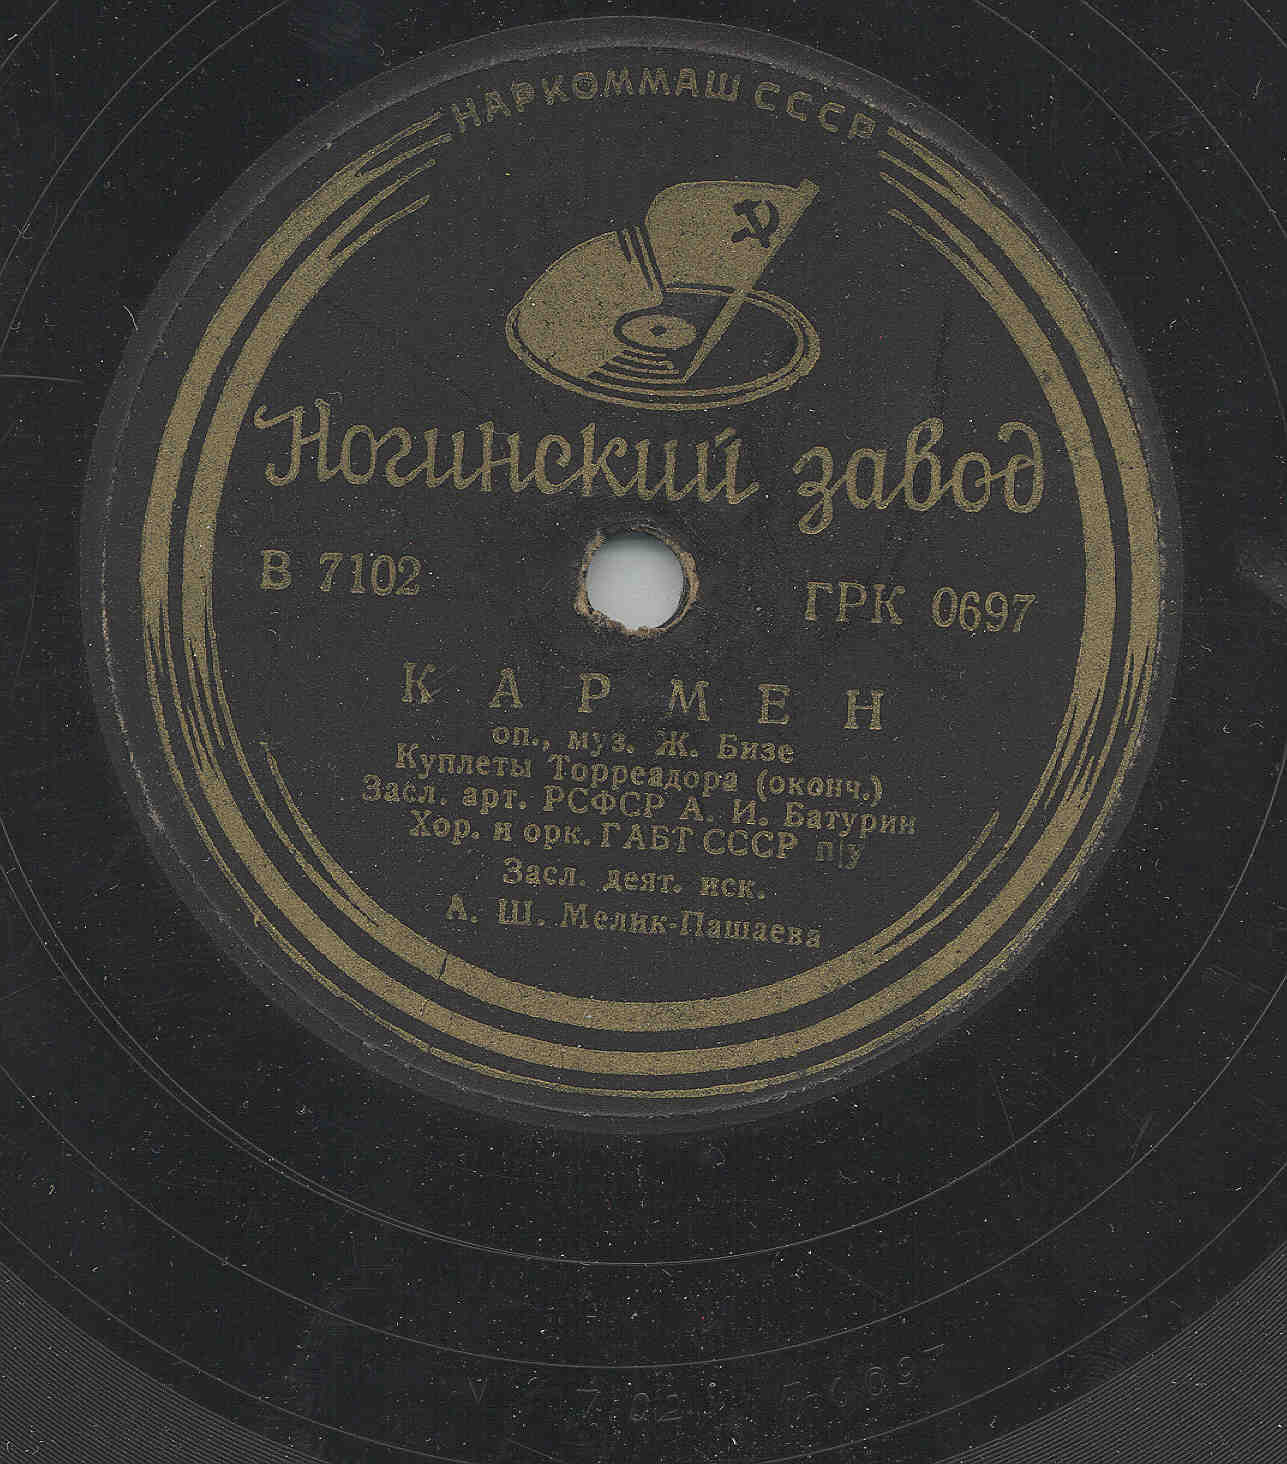 НАРКОММАШ СССР
Ногинский завод
В 7102 ГРК 0697
КАРМЕН
оп., муз. Ж. Бизе
Куплеты Торреадора (оконч.)
Засл. арт. РСФСР А. И. Батурин
Хор. и орк. ГАБТ СССР п/у
Засл. деят. иск.
А. Ш. Мелик-Пашаева